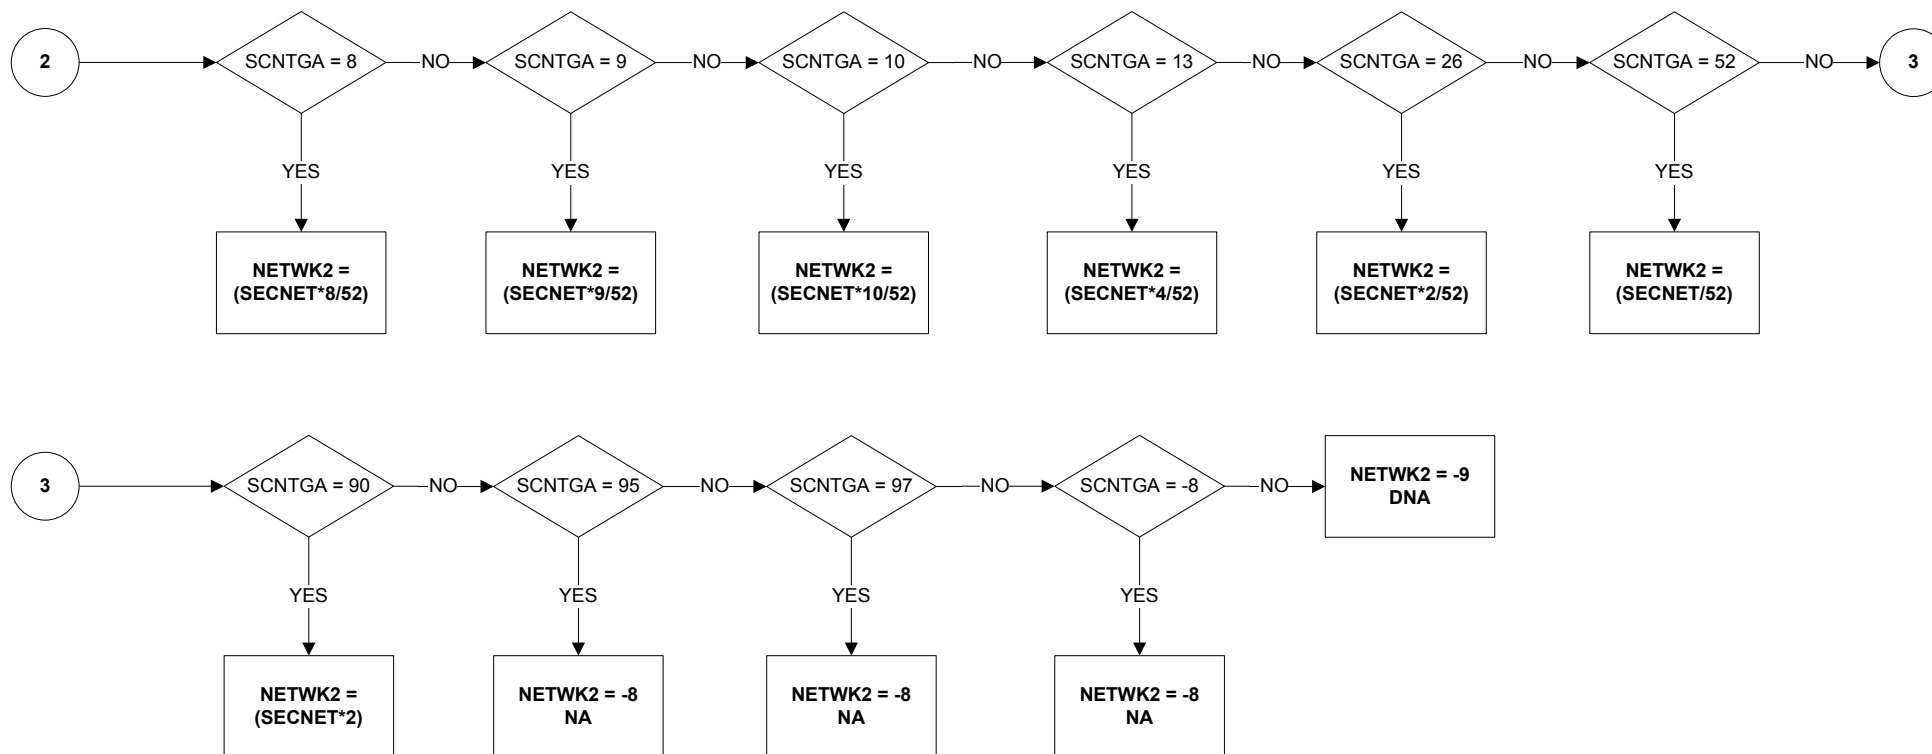 2
SCNTGA = 8
NO
SCNTGA = 9
NO
SCNTGA = 10
NO
SCNTGA = 13
NO
SCNTGA = 26
NO
SCNTGA = 52
NO
3
YES
YES
YES
YES
YES
YES
NETWK2 =
(SECNET*8/52)
NETWK2 =
(SECNET*9/52)
NETWK2 =
(SECNET*10/52)
NETWK2 =
(SECNET*4/52)
NETWK2 =
(SECNET*2/52)
NETWK2 =
(SECNET/52)
3
SCNTGA = 90
NO
SCNTGA = 95
NO
SCNTGA = 97
NO
SCNTGA = -8
NO
NETWK2 = -9
DNA
YES
YES
YES
YES
NETWK2 =
(SECNET*2)
NETWK2 = -8
NA
NETWK2 = -8
NA
NETWK2 = -8
NA